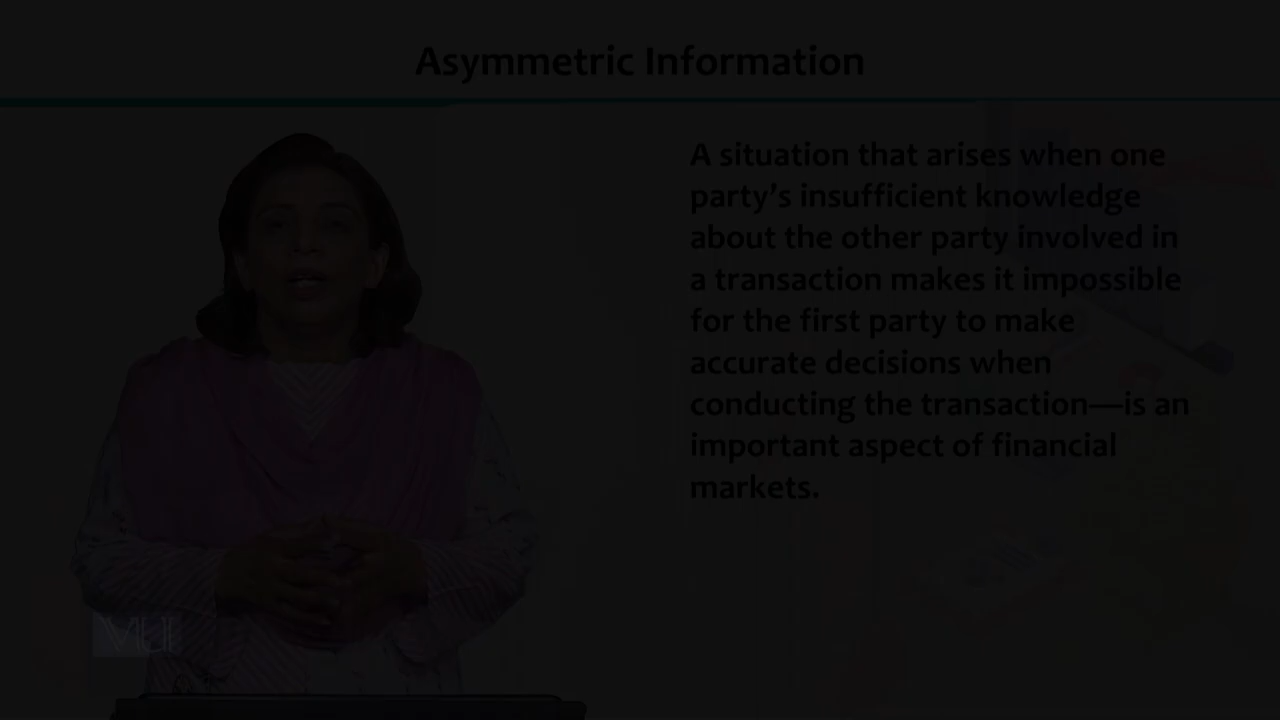 Asymmetric Information
A situation that arises when one
party’s insufficient knowledge
about the other party involved in
a transaction makes it impossible
for the first party to make
accurate decisions when
conducting the transaction—is an
important aspect of financial
markets.
VU